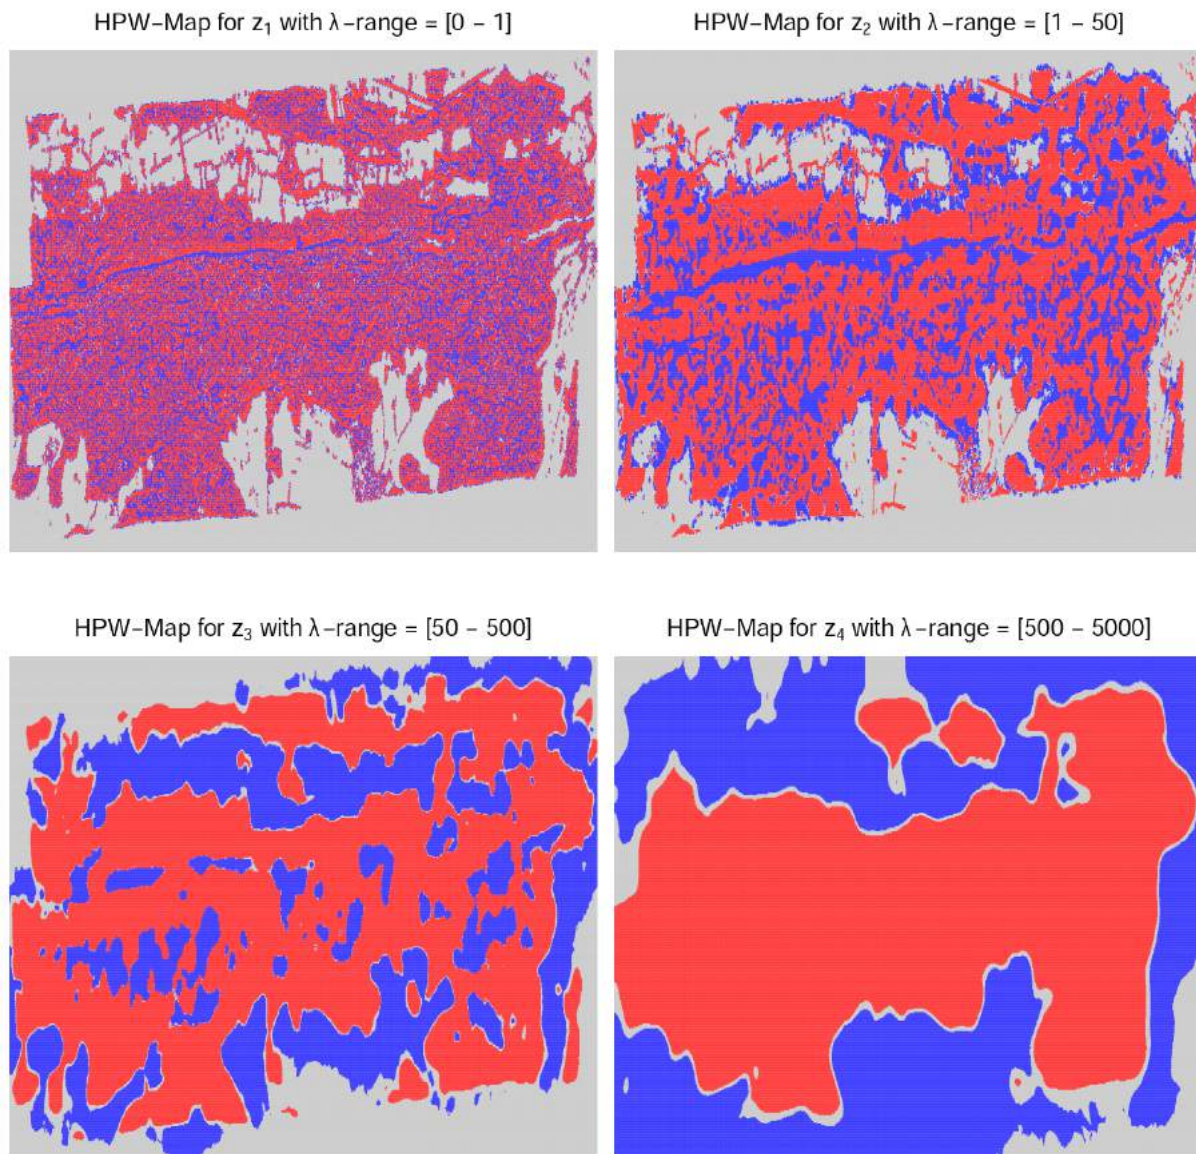 HPW−Map for z₁ with λ−range = [0 − 1]
HPW−Map for z₂ with λ−range = [1 − 50]
HPW−Map for z₃ with λ−range = [50 − 500]
HPW−Map for z₄ with λ−range = [500 − 5000]